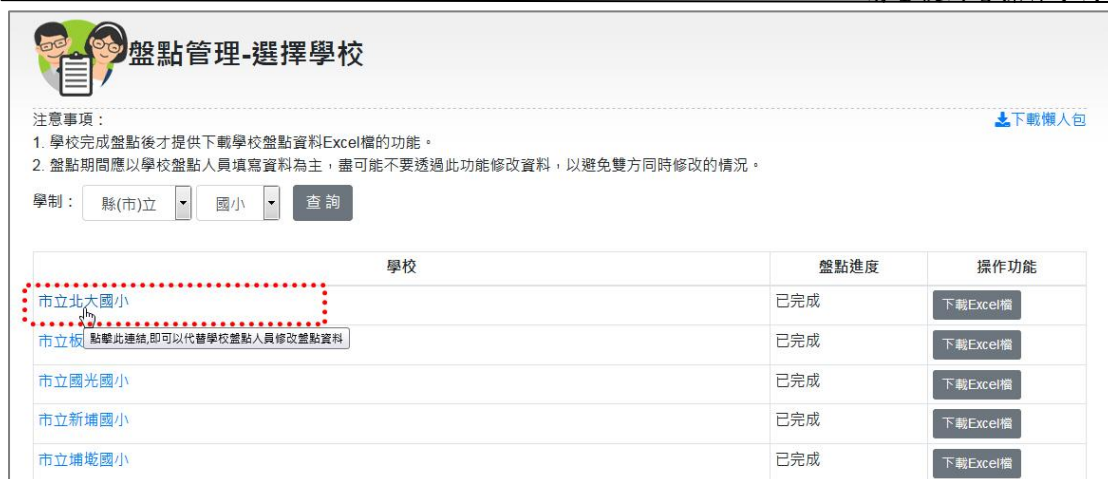 盤點管理-選擇學校
注意事項：
下載懶人包
1. 學校完成盤點後才提供下載學校盤點資料Excel檔的功能。
2. 盤點期間應以學校盤點人員填寫資料為主，盡可能不要透過此功能修改資料，以避免雙方同時修改的情況。
學制： 縣(市)立 國小 查詢
學校 盤點進度 操作功能
市立北大國小 已完成 下載Excel檔
點擊此連結,即可以代替學校盤點人員修改盤點資料
市立板 已完成 下載Excel檔
市立國光國小 已完成 下載Excel檔
市立新埔國小 已完成 下載Excel檔
市立埔墘國小 已完成 下載Excel檔